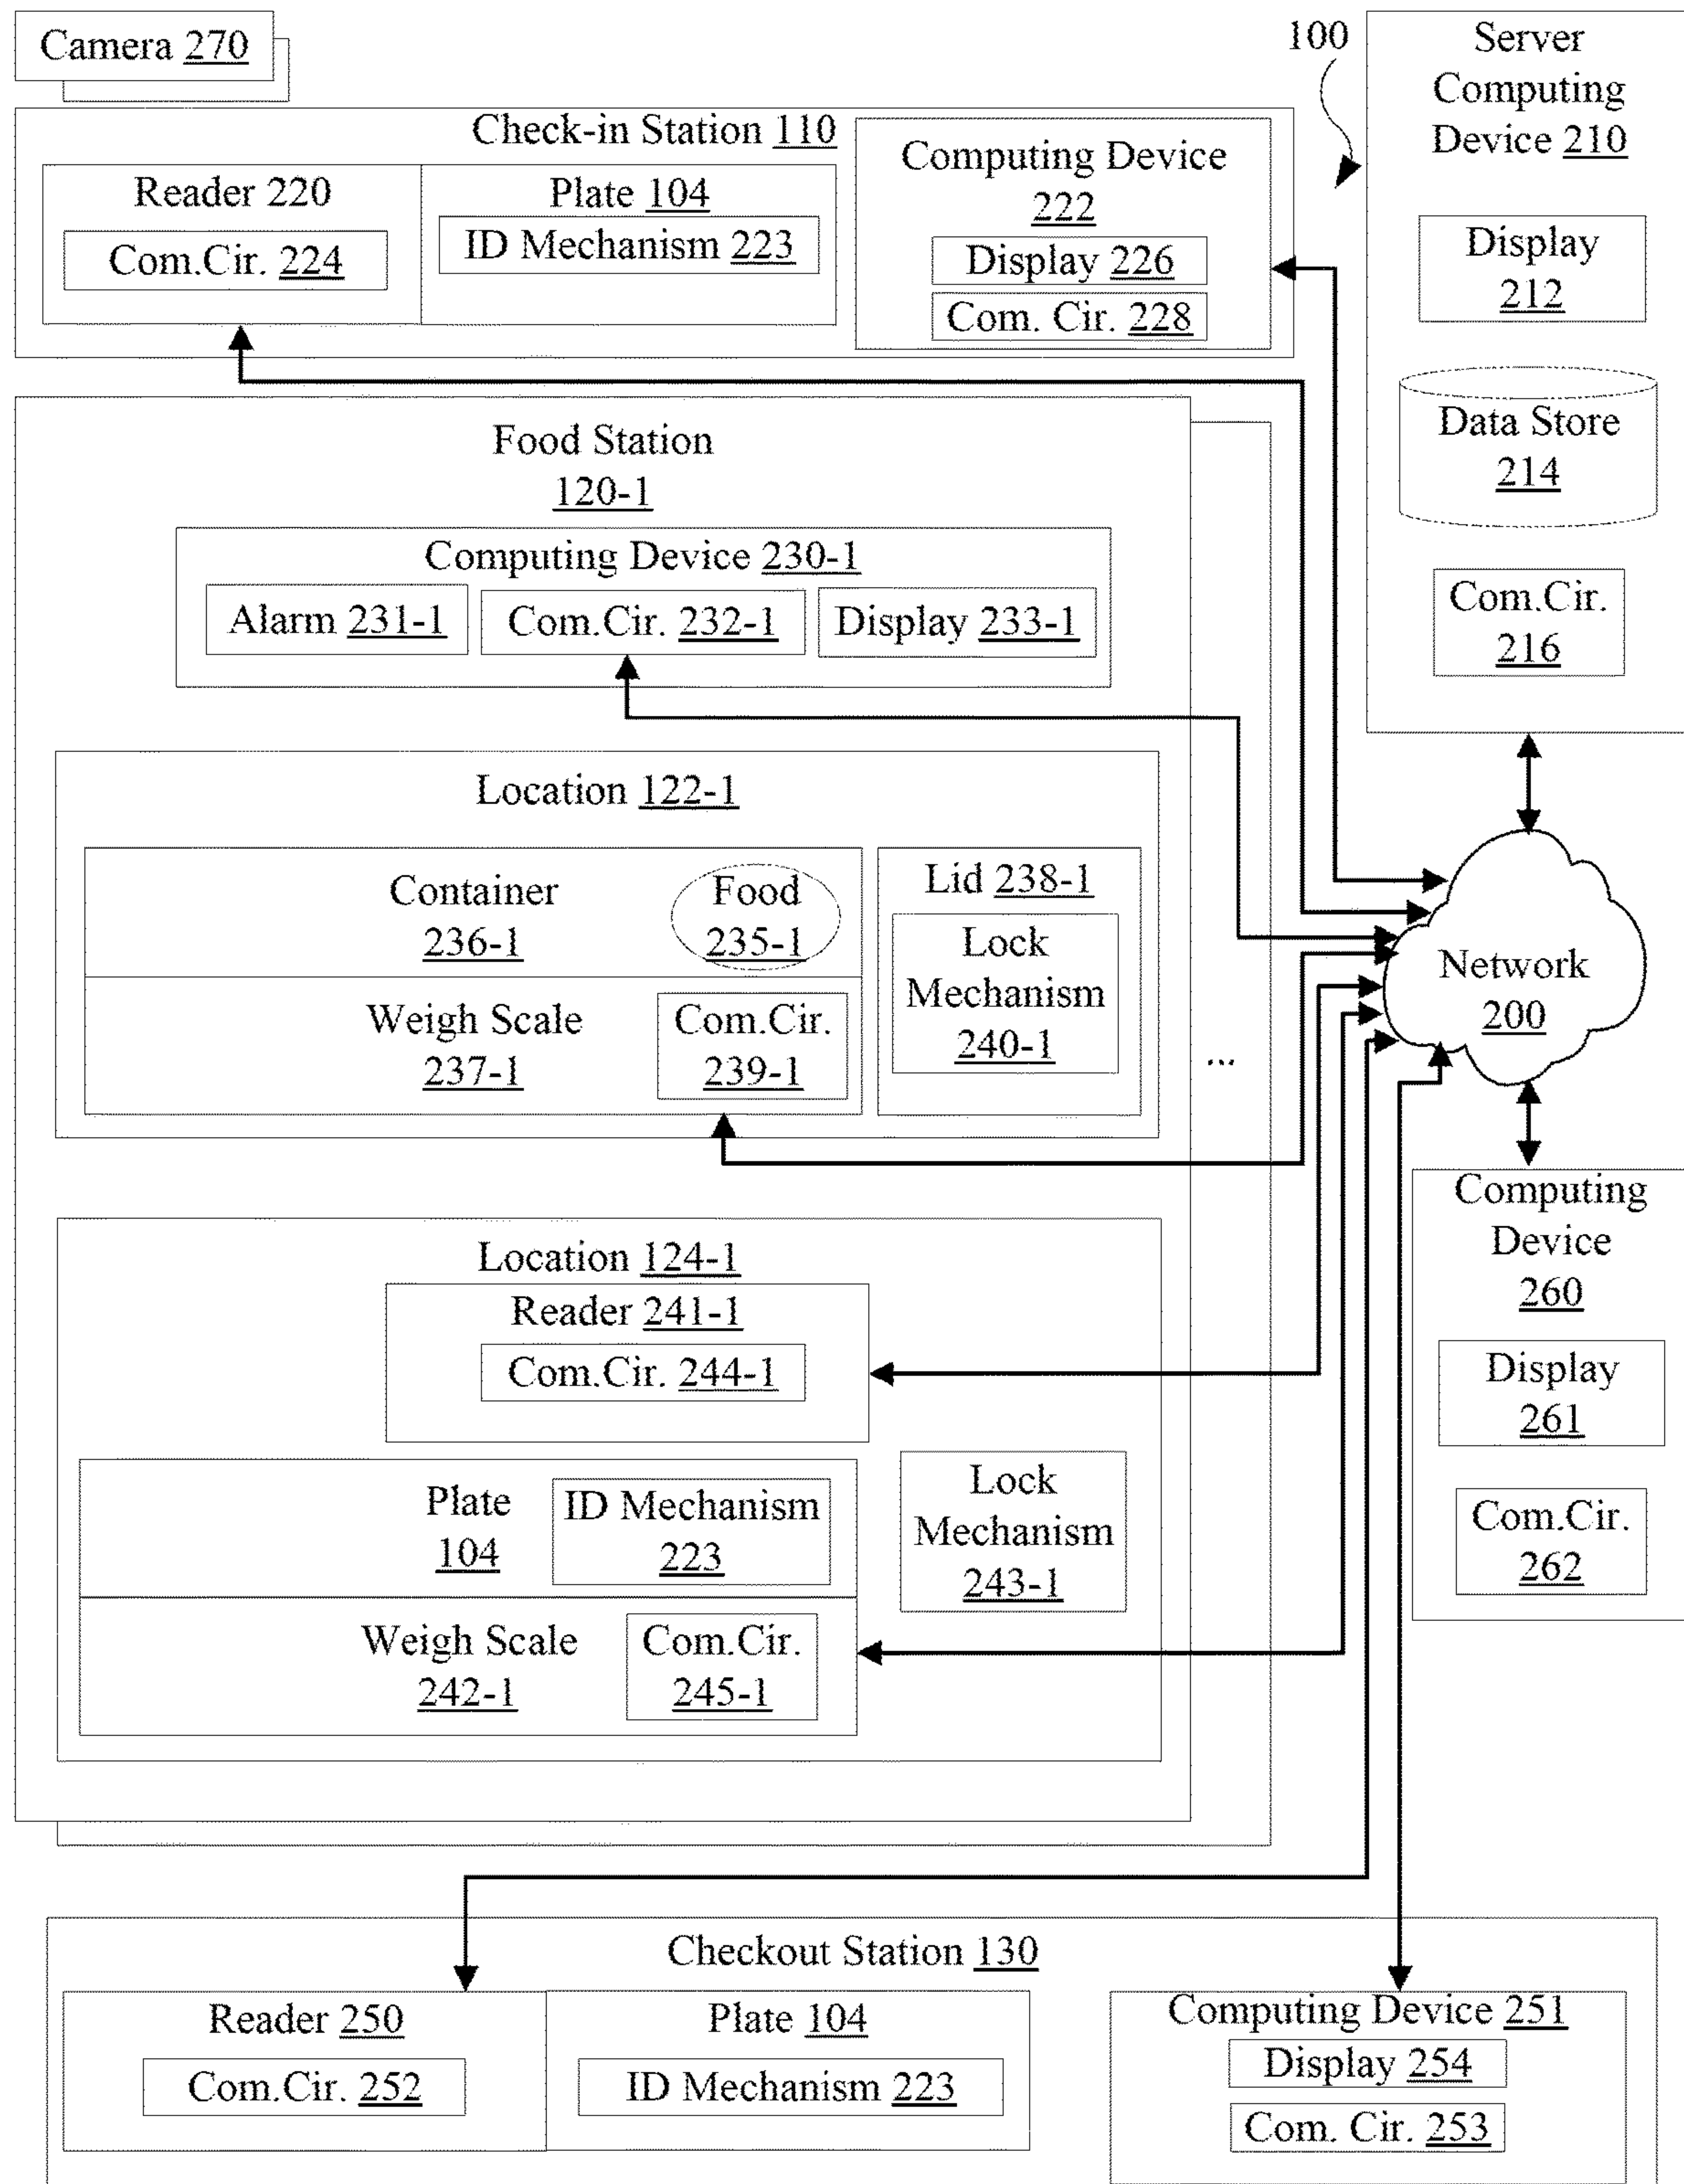 Camera 270
100
Server
Computing
Device 210
Display
212
Data Store
214
Com.Cir.
216
Check-in Station 110
Reader 220
Com.Cir. 224
Plate 104
ID Mechanism 223
Computing Device
222
Display 226
Com. Cir. 228
Food Station
120-1
Computing Device 230-1
Alarm 231-1
Com.Cir. 232-1
Display 233-1
Location 122-1
Container
236-1
Food
235-1
Weigh Scale
237-1
Com.Cir.
239-1
Lid 238-1
Lock
Mechanism
240-1
...
Network
200
Location 124-1
Reader 241-1
Com.Cir. 244-1
Plate
104
ID Mechanism
223
Lock
Mechanism
243-1
Weigh Scale
242-1
Com.Cir.
245-1
Computing
Device
260
Display
261
Com.Cir.
262
Checkout Station 130
Reader 250
Com.Cir. 252
Plate 104
ID Mechanism 223
Computing Device 251
Display 254
Com. Cir. 253